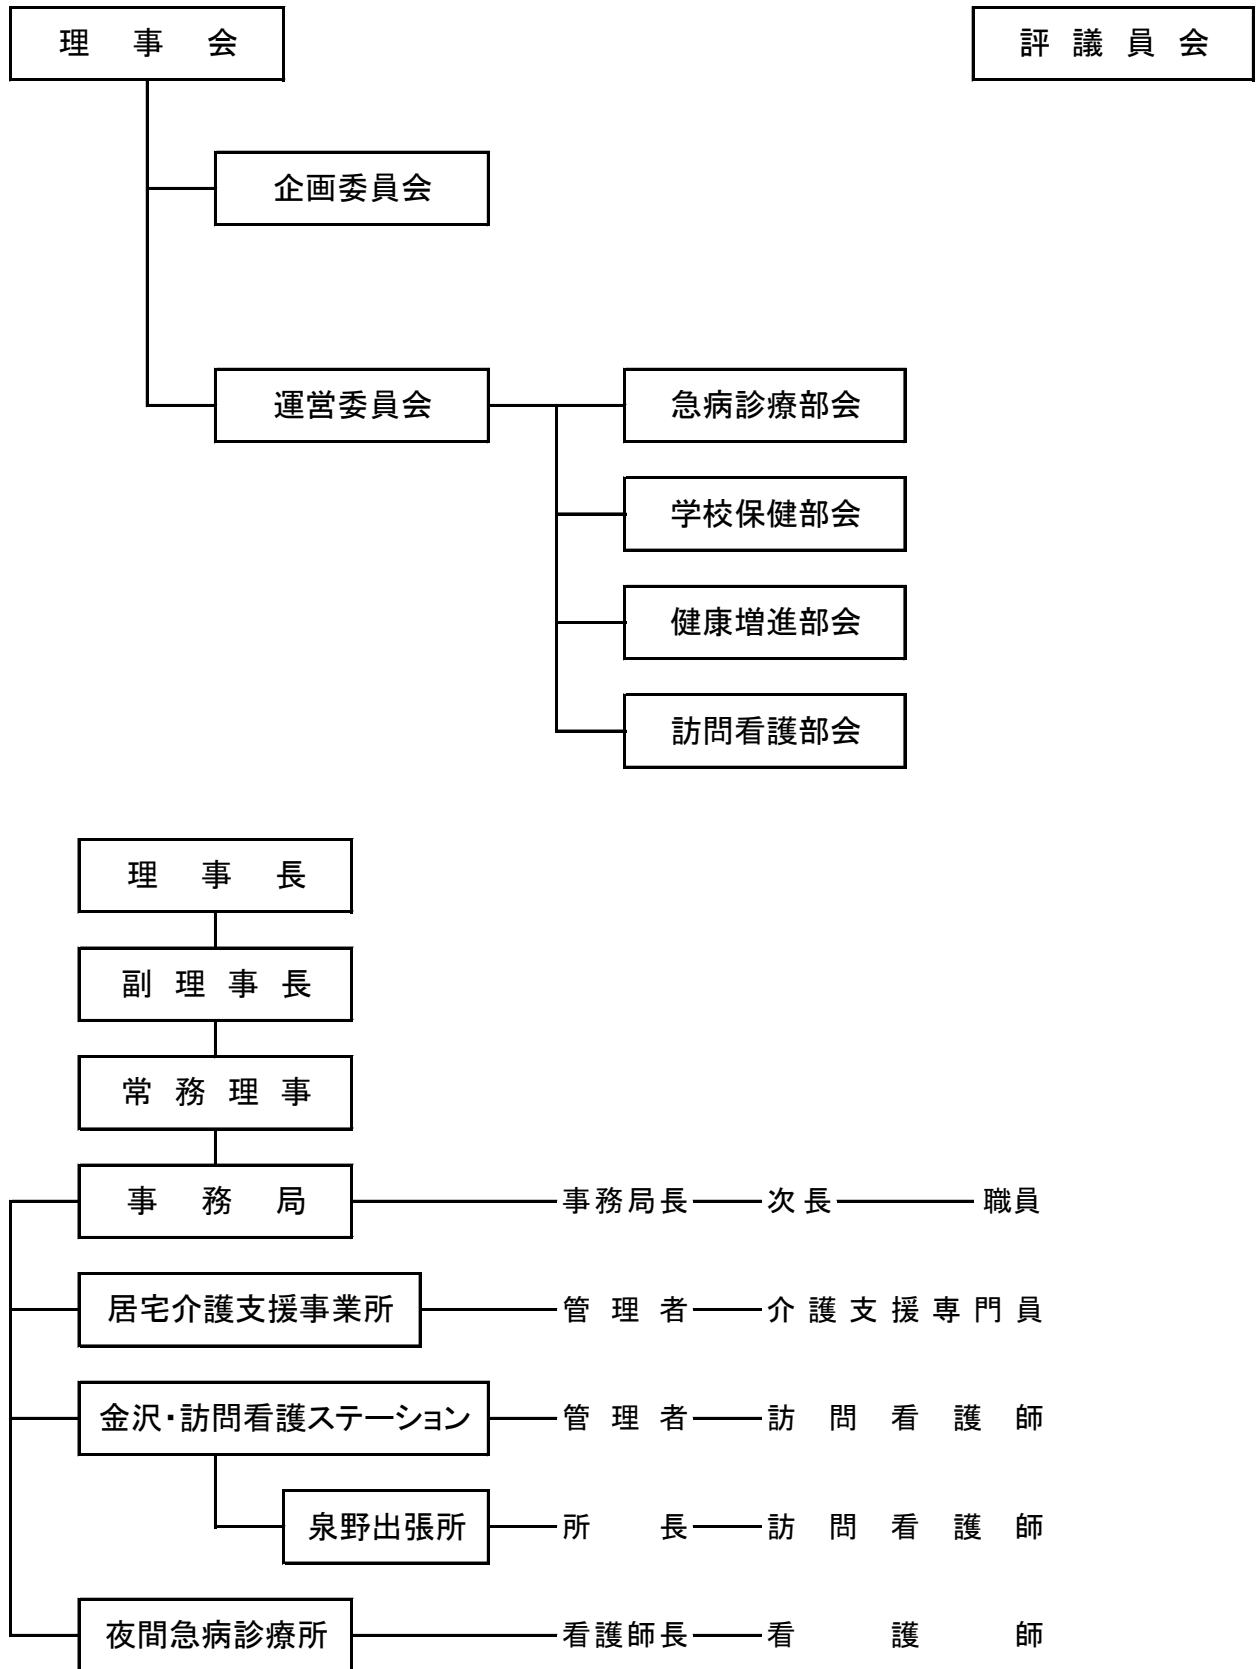 理事会 評議員会
企画委員会
運営委員会 急病診療部会
学校保健部会
健康増進部会
訪問看護部会
理事長
副理事長
常務理事
事務局 事務局長 次長 職員
居宅介護支援事業所 管理者 介護支援専門員
金沢・訪問看護ステーション 管理者 訪問看護師
泉野出張所 所長 訪問看護師
夜間急病診療所 看護師長 看護師